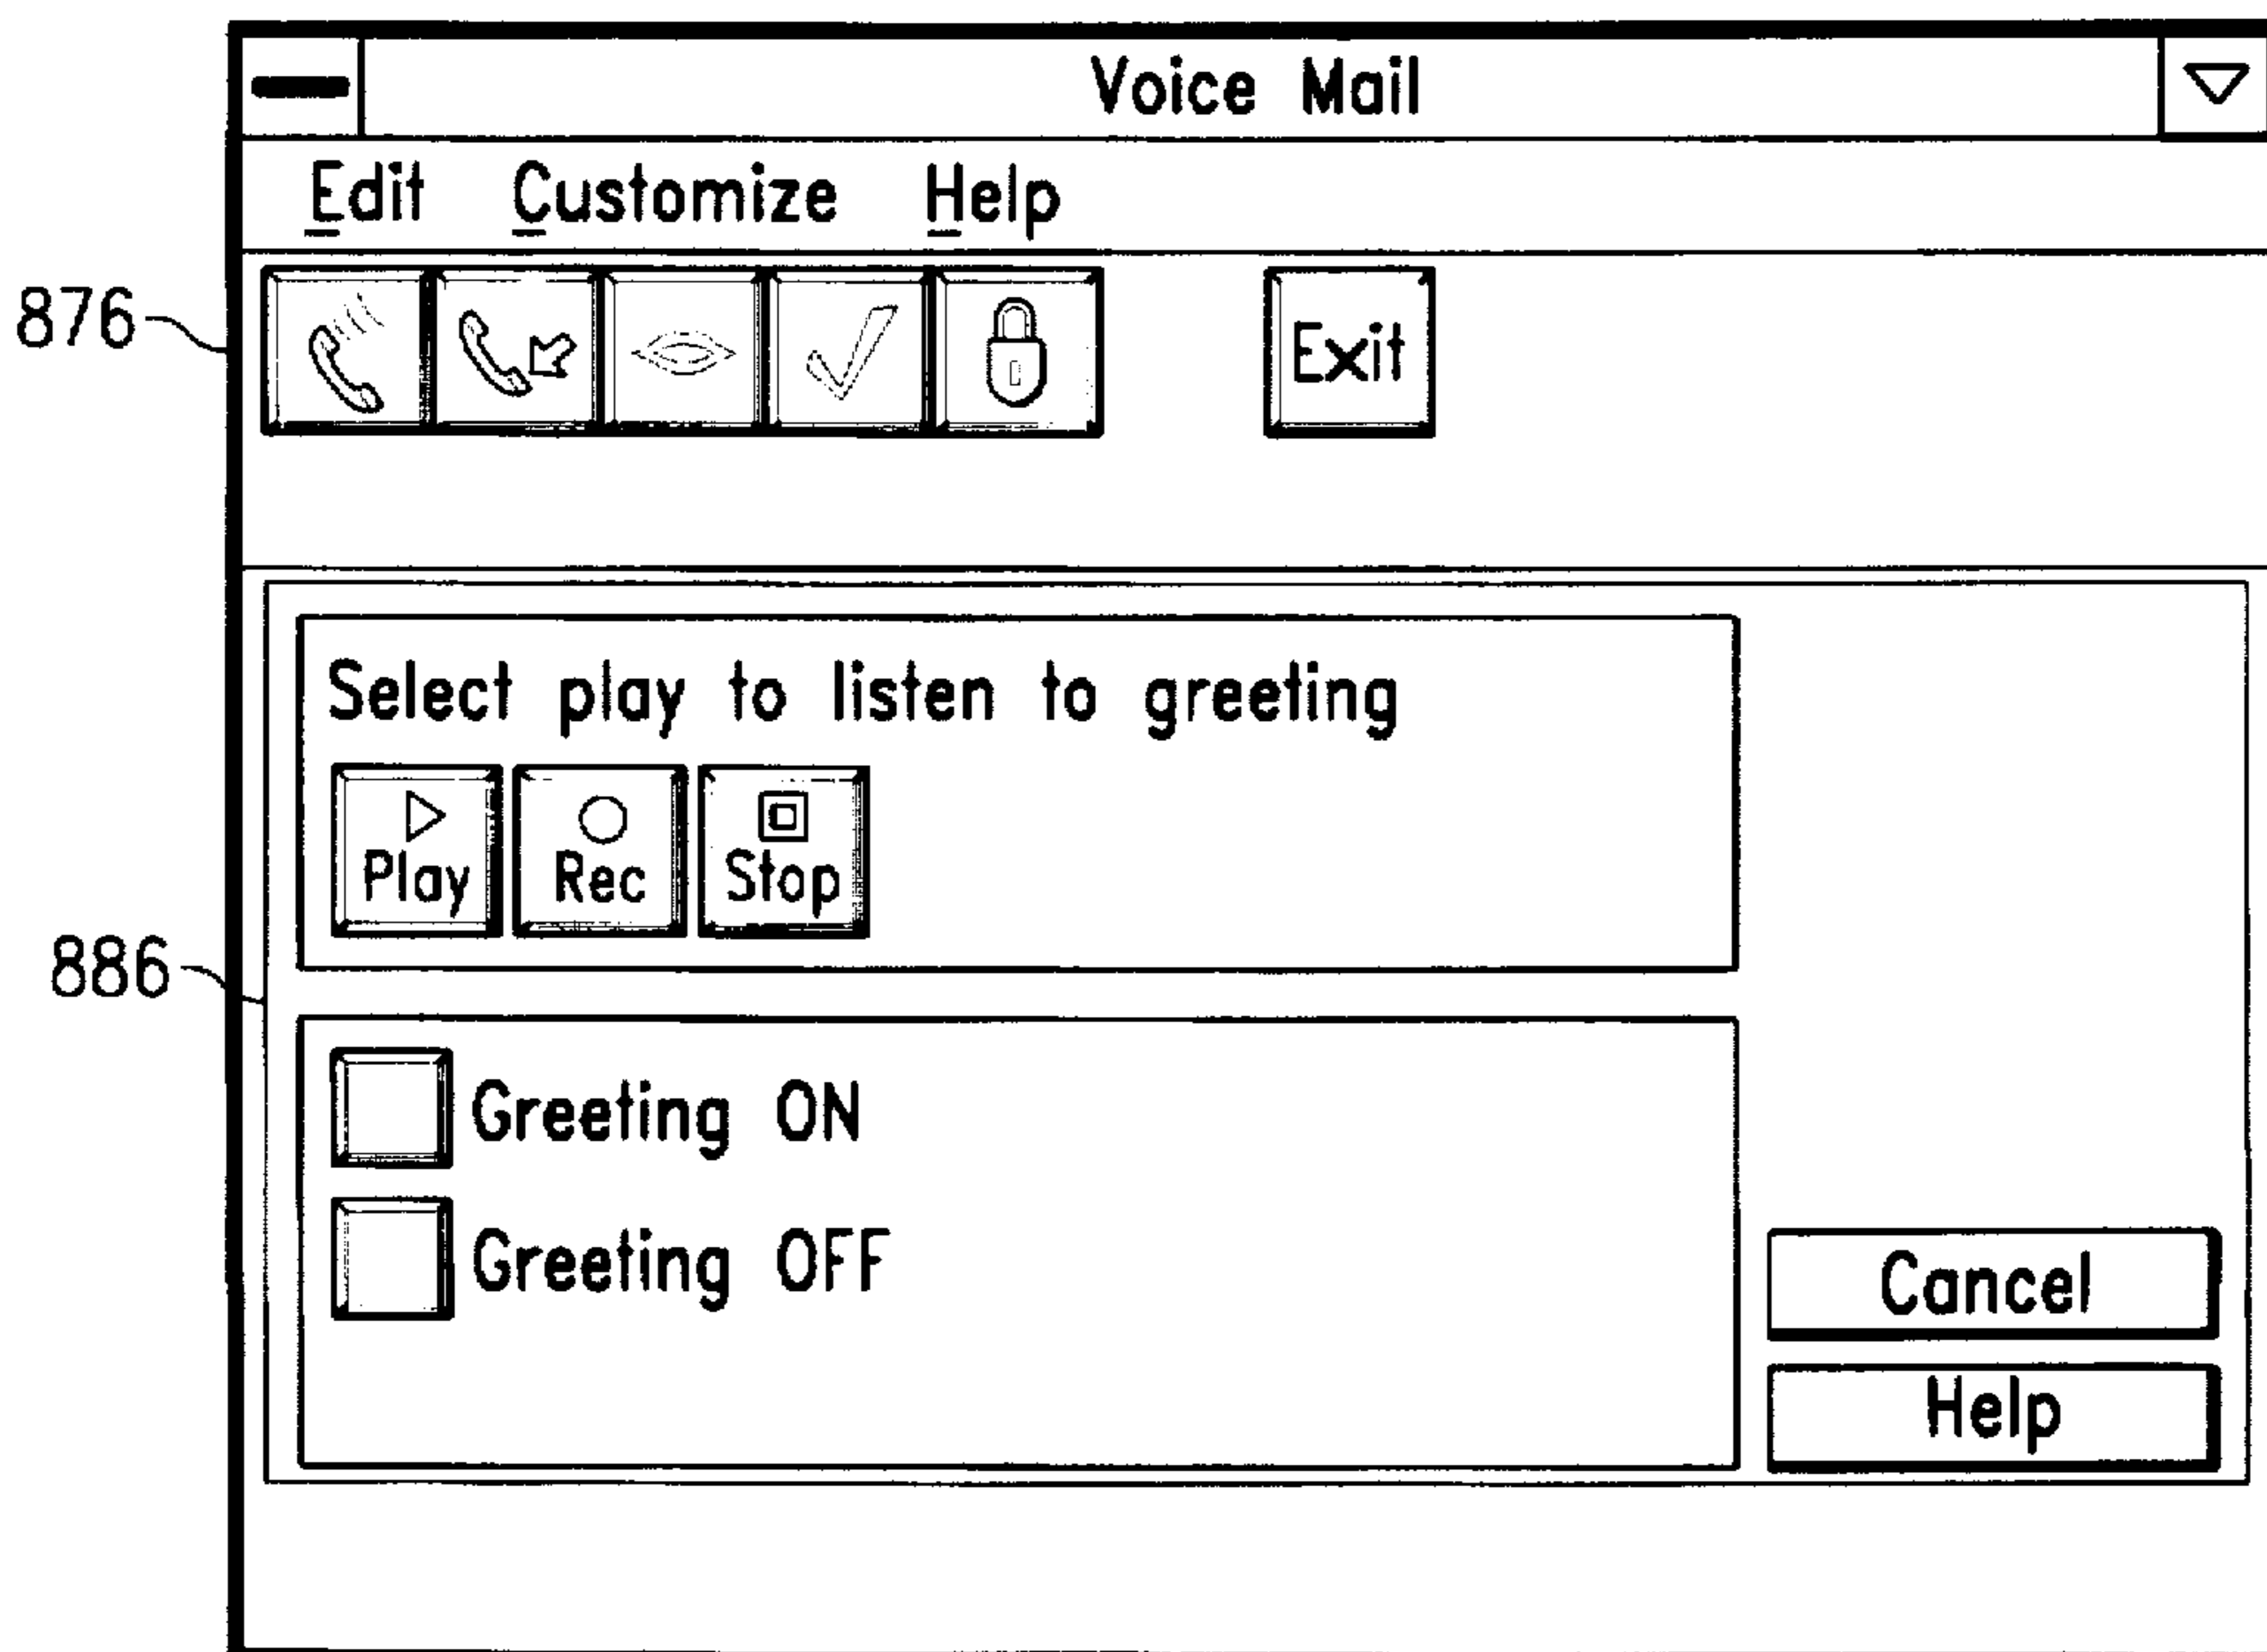 Voice Mail
Edit Customize Help
876
Exit
Select play to listen to greeting
Play Rec Stop
886
Greeting ON
Greeting OFF
Cancel
Help